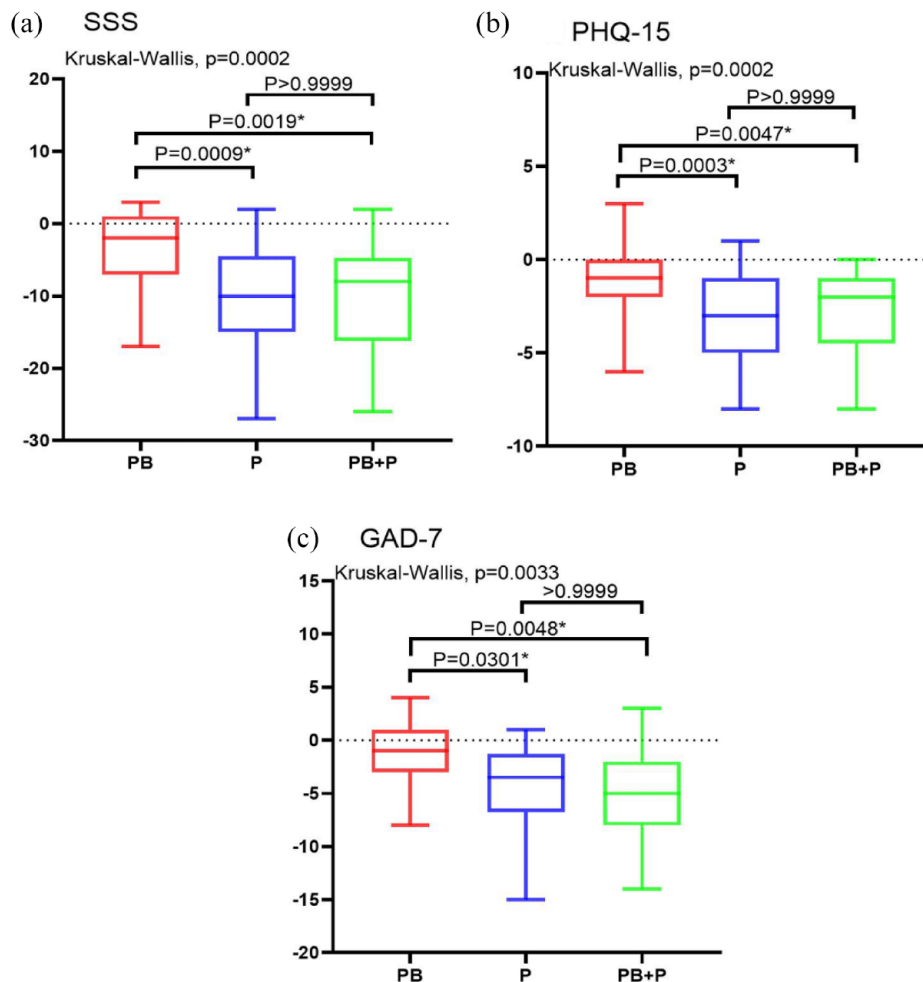 (a) SSS
Kruskal-Wallis, p=0.0002
P>0.9999
P=0.0019*
P=0.0009*
20
10
0
-10
-20
-30
PB P PB+P
(b) PHQ-15
Kruskal-Wallis, p=0.0002
P>0.9999
P=0.0047*
P=0.0003*
10
5
0
-5
-10
PB P PB+P
(c) GAD-7
Kruskal-Wallis, p=0.0033
>0.9999
P=0.0048*
P=0.0301*
15
10
5
0
-5
-10
-15
-20
PB P PB+P